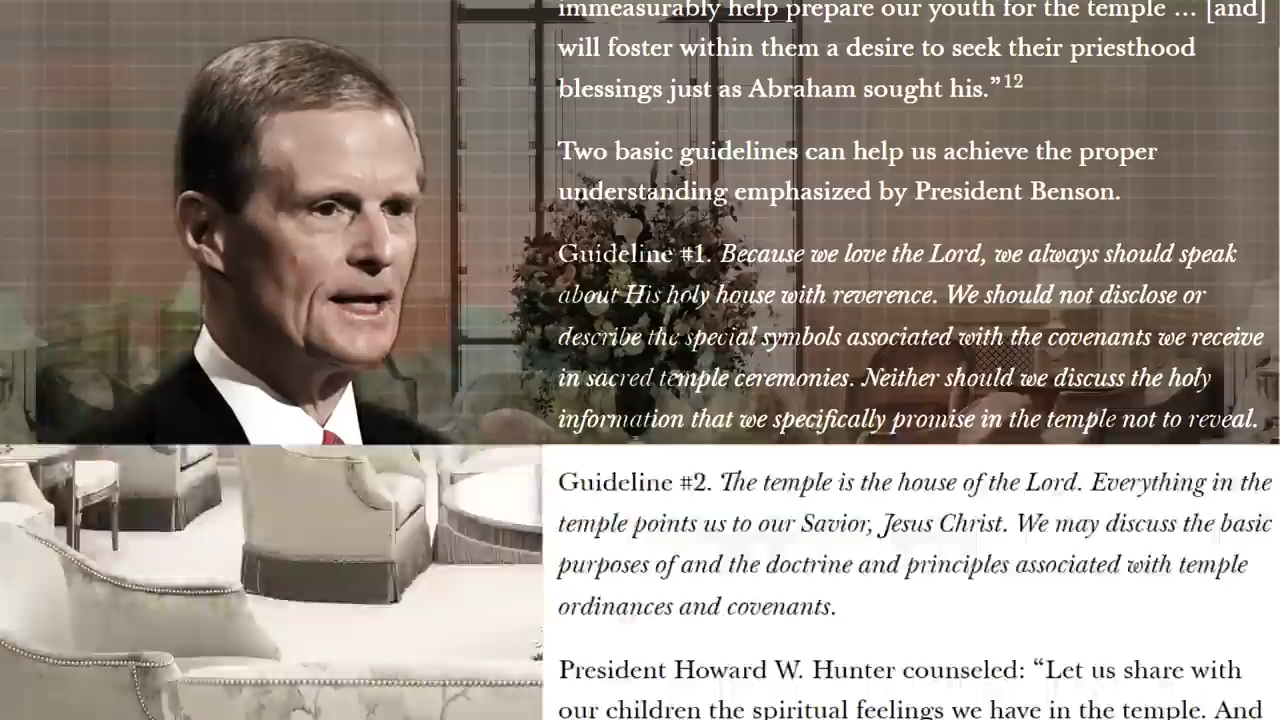 immeasurably help prepare our youth for the temple … [and]
will foster within them a desire to seek their priesthood
blessings just as Abraham sought his.”12
Two basic guidelines can help us achieve the proper
understanding emphasized by President Benson.
Guideline #1. Because we love the Lord, we always should speak
about His holy house with reverence. We should not disclose or
describe the special symbols associated with the covenants we receive
in sacred temple ceremonies. Neither should we discuss the holy
information that we specifically promise in the temple not to reveal.
Guideline #2. The temple is the house of the Lord. Everything in the
temple points us to our Savior, Jesus Christ. We may discuss the basic
purposes of and the doctrine and principles associated with temple
ordinances and covenants.
President Howard W. Hunter counseled: “Let us share with
our children the spiritual feelings we have in the temple. And